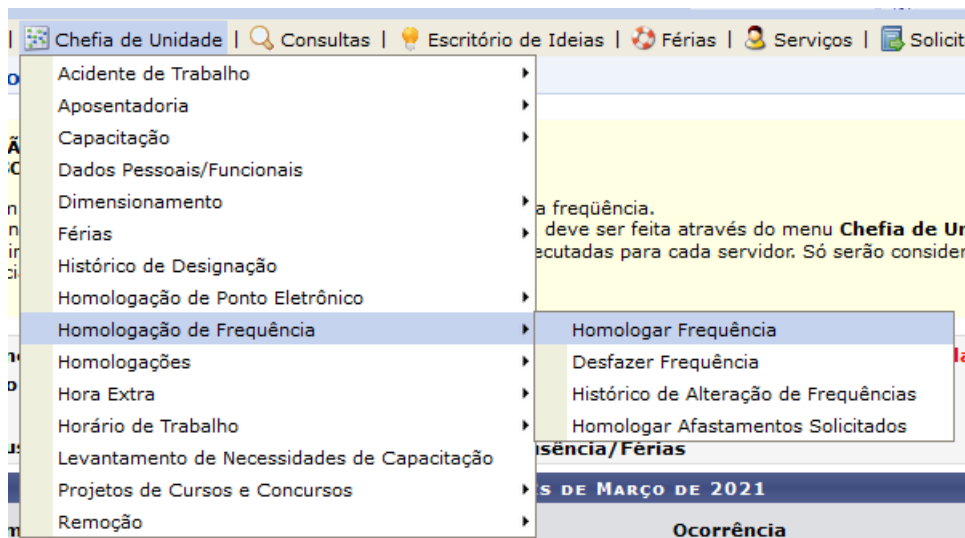 | Chefia de Unidade | Consultas | Escritório de Ideias | Férias | Serviços | Solicit
Acidente de Trabalho
Aposentadoria
Capacitação
Dados Pessoais/Funcionais
Dimensionamento
a freqüência.
Férias
deve ser feita através do menu Chefia de Un
ecutadas para cada servidor. Só serão consider
Histórico de Designação
Homologação de Ponto Eletrônico
Homologação de Frequência
Homologar Frequência
Homologações
Desfazer Frequência
Hora Extra
Histórico de Alteração de Frequências
Horário de Trabalho
Homologar Afastamentos Solicitados
usência/Férias
Levantamento de Necessidades de Capacitação
Projetos de Cursos e Concursos
s de Março de 2021
Remoção
Ocorrência